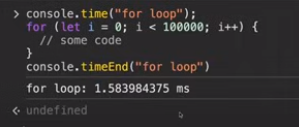 > console.time("for loop");
for (let i = 0; i < 100000; i++) {
// some code
}
console.timeEnd("for loop")
for loop: 1.583984375 ms
undefined